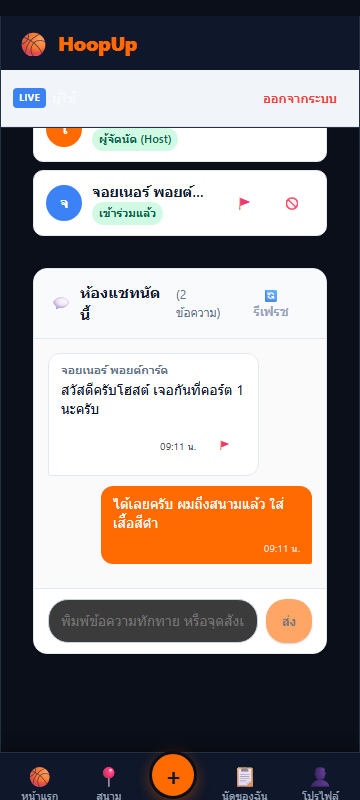 HoopUp
LIVE
ออกจากระบบ
ผู้จัดนัด (Host)
จ
จอยเนอร์ พอยต์...
เข้าร่วมแล้ว
ห้องแชทนัด
นี้
(2
ข้อความ)
รีเฟรช
จอยเนอร์ พอยต์การ์ด
สวัสดีครับโฮสต์ เจอกันที่คอร์ต 1
นะครับ
09:11 น.
ได้เลยครับ ผมถึงสนามแล้ว ใส่
เสื้อสีดำ
09:11 น.
พิมพ์ข้อความทักทาย หรือจุดสังเ
ส่ง
+
หน้าแรก
สนาม
นัดของฉัน
โปรไฟล์